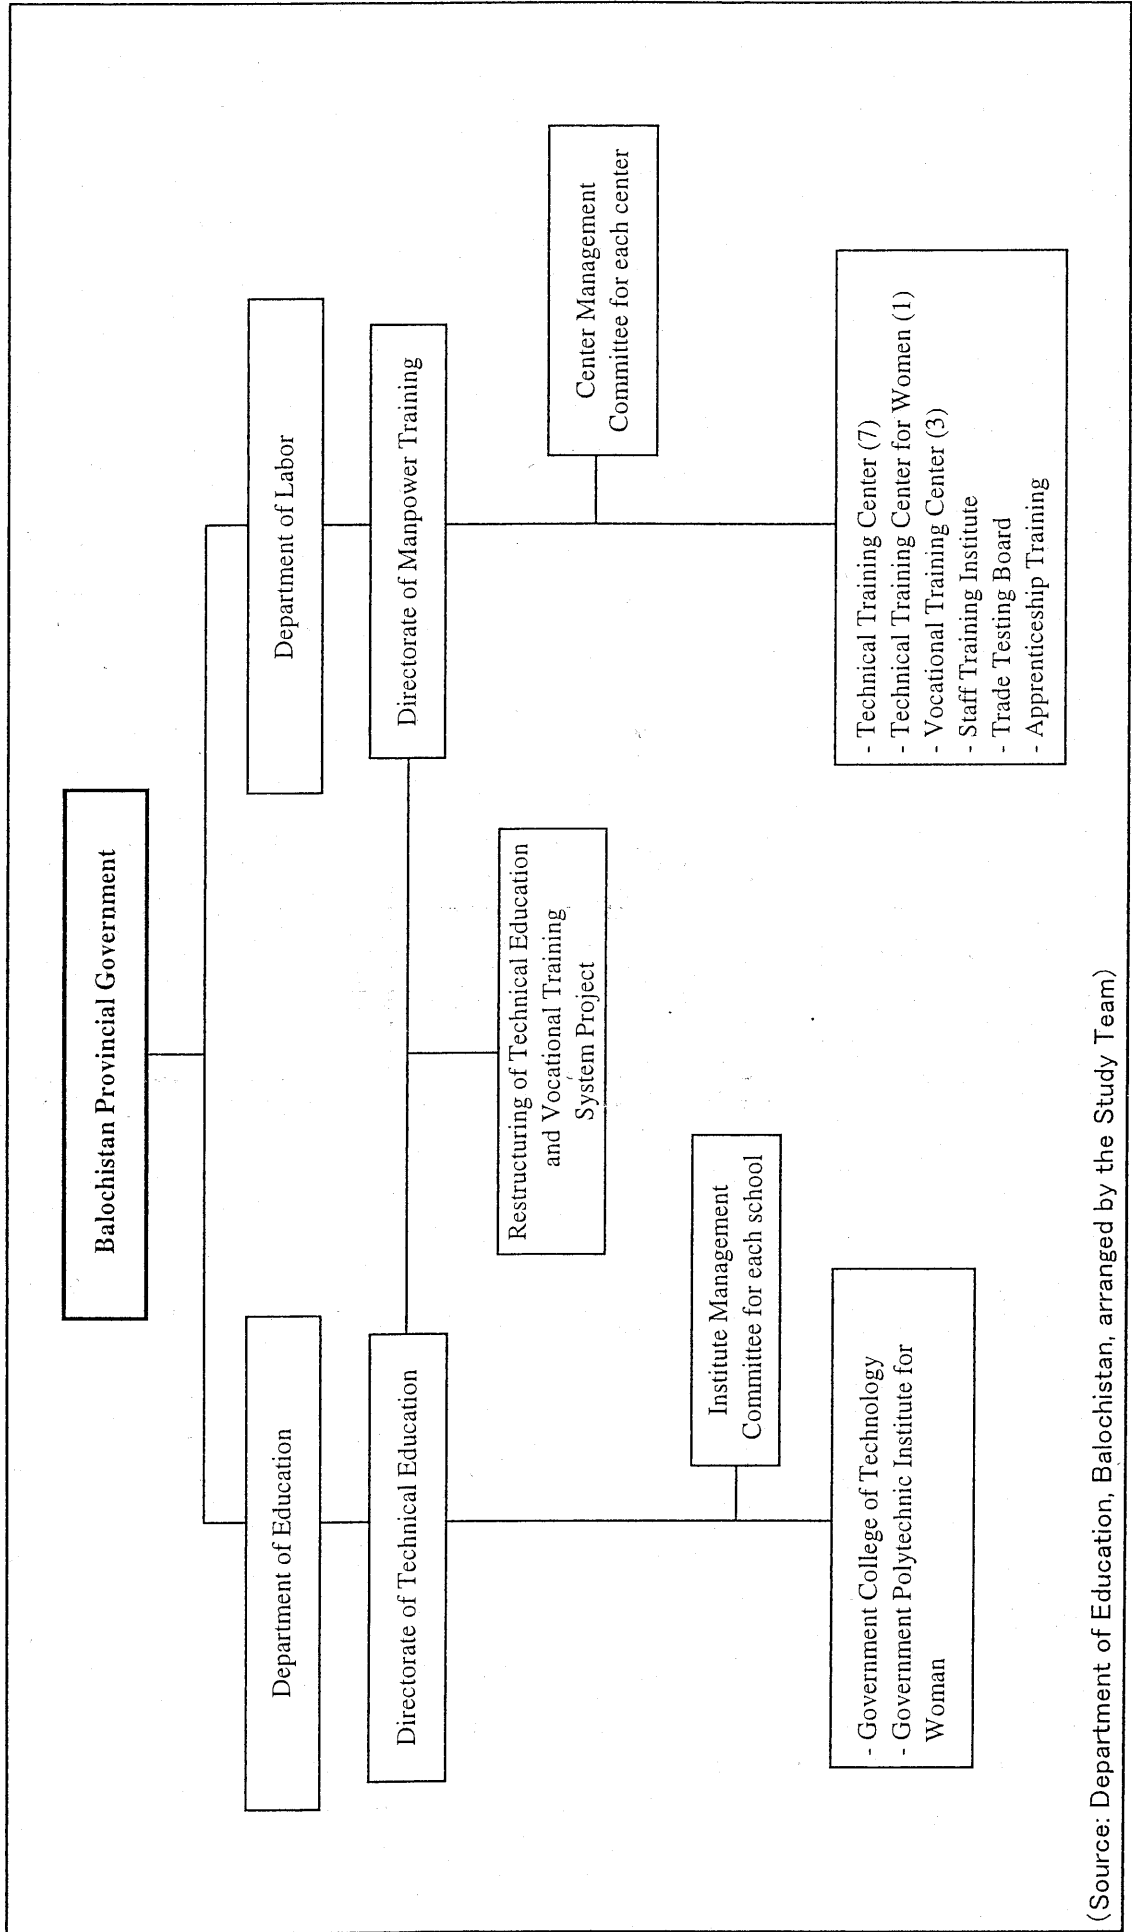 Balochistan Provincial Government
Department of Education
Department of Labor
Directorate of Technical Education
Directorate of Manpower Training
Restructuring of Technical Education
and Vocational Training
System Project
Center Management
Committee for each center
Institute Management
Committee for each school
- Government College of Technology
- Government Polytechnic Institute for
Woman
- Technical Training Center (7)
- Technical Training Center for Women (1)
- Vocational Training Center (3)
- Staff Training Institute
- Trade Testing Board
- Apprenticeship Training
(Source: Department of Education, Balochistan, arranged by the Study Team)